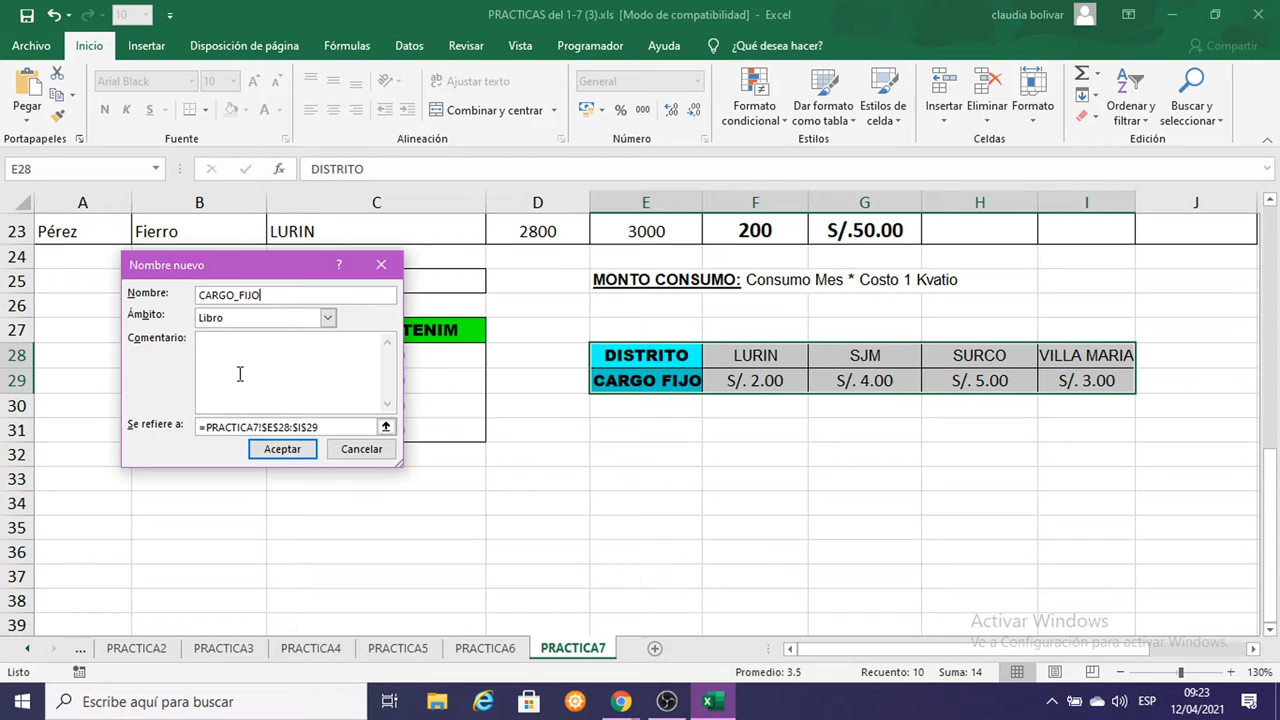 10
PRACTICAS del 1-7 (3).xls [Modo de compatibilidad] - Excel
claudia bolivar
Archivo Inicio Insertar Disposición de página Fórmulas Datos Revisar Vista Programador Ayuda ¿Qué desea hacer? Compartir
Pegar
Arial Black 10
N K S
Ajustar texto
Combinar y centrar
General
% 000
Formato condicional
Dar formato como tabla
Estilos de celda
Insertar Eliminar Formato
Ordenar y filtrar
Buscar y seleccionar
Portapapeles Fuente Alineación Número Estilos Celdas Edición
E28 fx DISTRITO
A B C D E F G H I J
23 Pérez Fierro LURIN 2800 3000 200 S/.50.00
24
25 MONTO CONSUMO: Consumo Mes * Costo 1 Kvatio
26
27 TENIM
28 DISTRITO LURIN SJM SURCO VILLA MARIA
29 CARGO FIJO S/. 2.00 S/. 4.00 S/. 5.00 S/. 3.00
30
31
32
33
34
35
36
37
38
39
Nombre nuevo ?
Nombre: CARGO_FIJO
Ámbito: Libro
Comentario:
Se refiere a: =PRACTICA7!$E$28:$I$29
Aceptar Cancelar
Activar Windows
Ve a Configuración para activar Windows.
... PRACTICA2 PRACTICA3 PRACTICA4 PRACTICA5 PRACTICA6 PRACTICA7
Listo Promedio: 3.5 Recuento: 10 Suma: 14 130%
Escribe aquí para buscar
ESP
09:23
12/04/2021